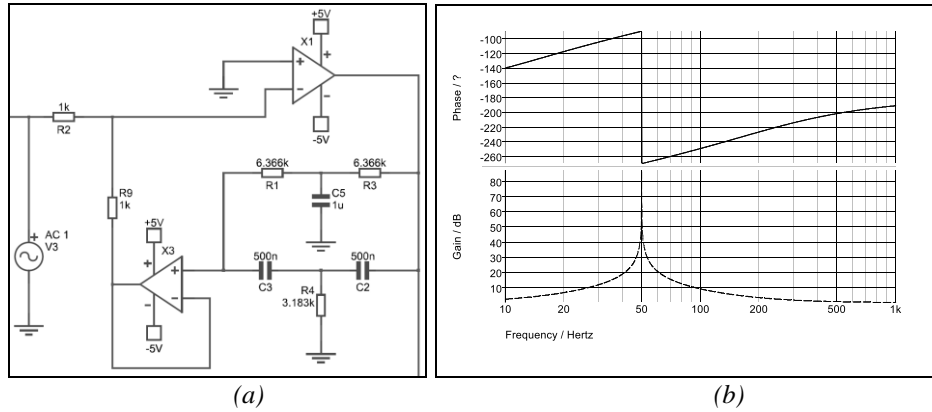 +5V
X1
+
+
−
−
-5V
1k
R2
6.366k
R1
6.366k
R3
C5
1u
R9
1k
AC 1
V3
+
+5V
X3
+
+
−
−
-5V
500n
C3
500n
C2
R4
3.183k
(a)
Phase / ?
-100
-120
-140
-160
-180
-200
-220
-240
-260
Gain / dB
80
70
60
50
40
30
20
10
10
20
50
100
200
500
1k
Frequency / Hertz
(b)